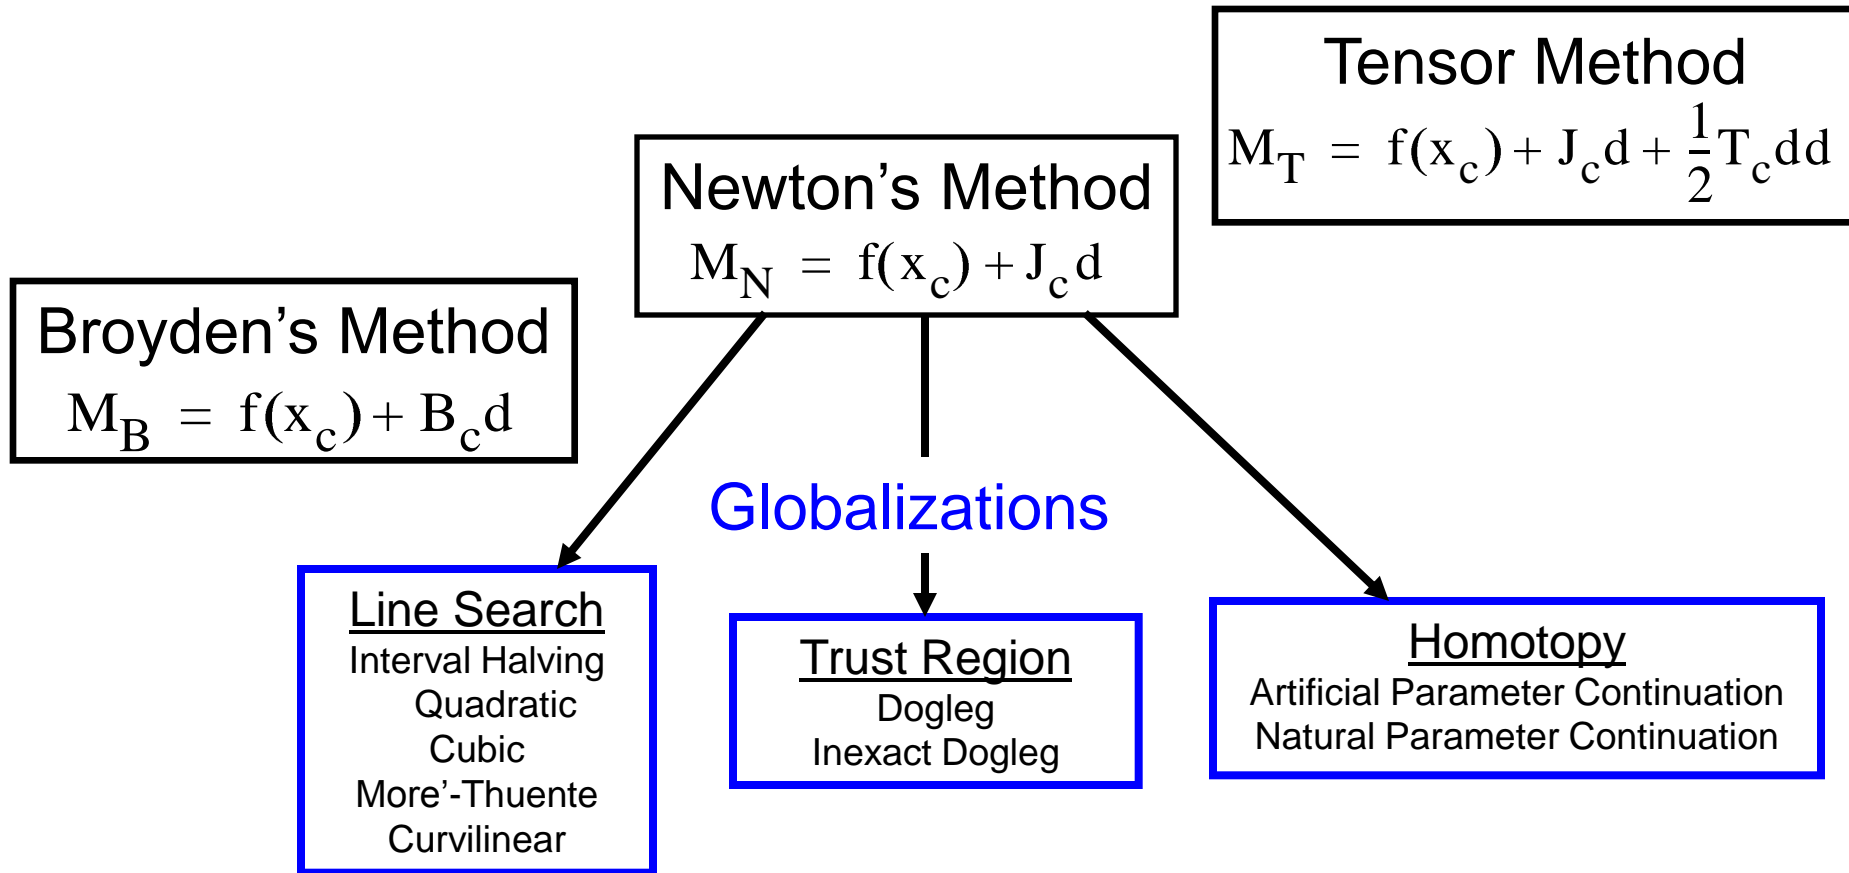 Tensor Method
M_T = f(x_c) + J_c d + 1/2 T_c dd
Newton’s Method
M_N = f(x_c) + J_c d
Broyden’s Method
M_B = f(x_c) + B_c d
Globalizations
Line Search
Interval Halving
Quadratic
Cubic
More’-Thuente
Curvilinear
Trust Region
Dogleg
Inexact Dogleg
Homotopy
Artificial Parameter Continuation
Natural Parameter Continuation